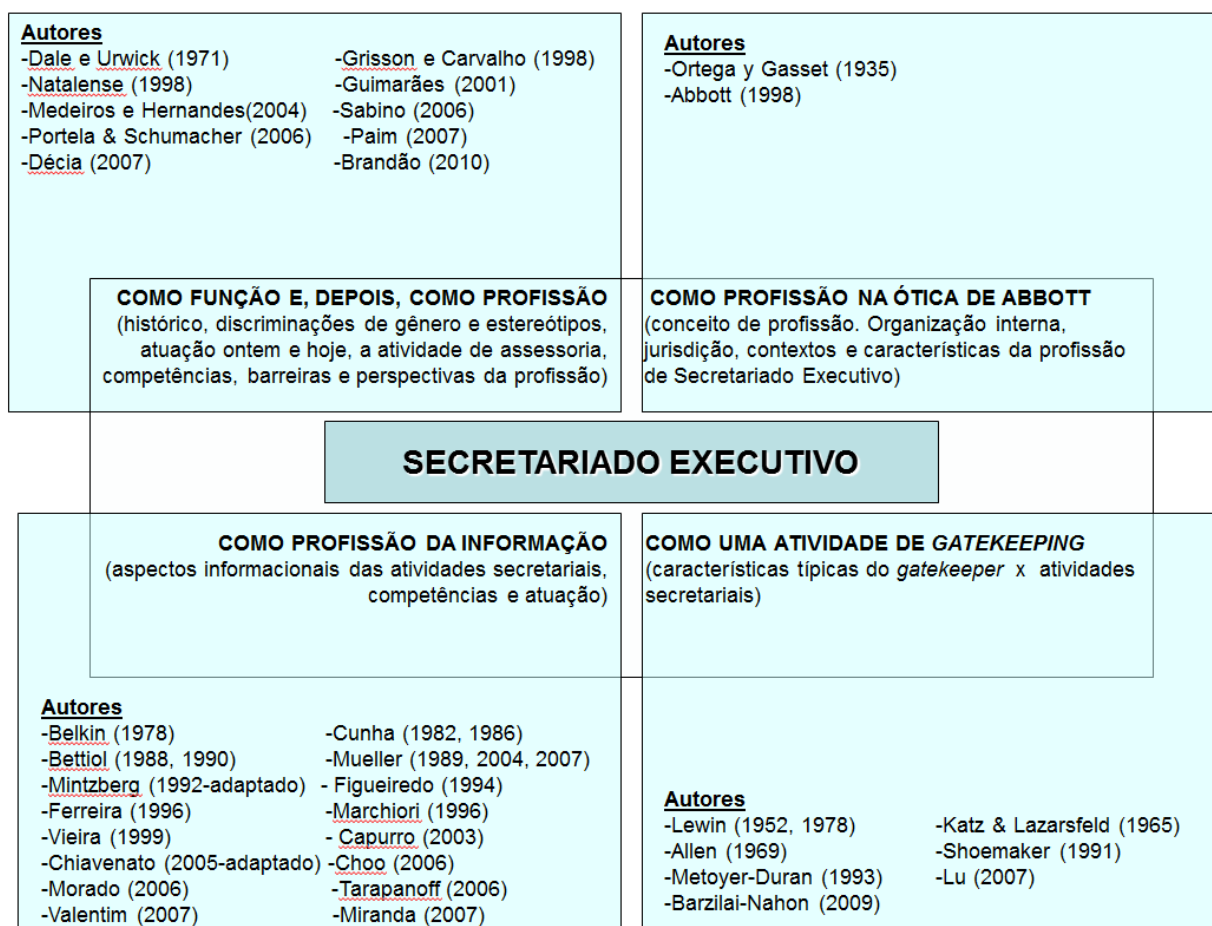 Autores
-Dale e Urwick (1971) -Grisson e Carvalho (1998)
-Natalense (1998) -Guimarães (2001)
-Medeiros e Hernandes(2004) -Sabino (2006)
-Portela & Schumacher (2006) -Paim (2007)
-Décia (2007) -Brandão (2010)
COMO FUNÇÃO E, DEPOIS, COMO PROFISSÃO
(histórico, discriminações de gênero e estereótipos,
atuação ontem e hoje, a atividade de assessoria,
competências, barreiras e perspectivas da profissão)
Autores
-Ortega y Gasset (1935)
-Abbott (1998)
COMO PROFISSÃO NA ÓTICA DE ABBOTT
(conceito de profissão. Organização interna,
jurisdição, contextos e características da profissão
de Secretariado Executivo)
SECRETARIADO EXECUTIVO
COMO PROFISSÃO DA INFORMAÇÃO
(aspectos informacionais das atividades secretariais,
competências e atuação)
Autores
-Belkin (1978) -Cunha (1982, 1986)
-Bettiol (1988, 1990) -Mueller (1989, 2004, 2007)
-Mintzberg (1992-adaptado) - Figueiredo (1994)
-Ferreira (1996) -Marchiori (1996)
-Vieira (1999) - Capurro (2003)
-Chiavenato (2005-adaptado) -Choo (2006)
-Morado (2006) -Tarapanoff (2006)
-Valentim (2007) -Miranda (2007)
COMO UMA ATIVIDADE DE GATEKEEPING
(características típicas do gatekeeper x atividades
secretariais)
Autores
-Lewin (1952, 1978) -Katz & Lazarsfeld (1965)
-Allen (1969) -Shoemaker (1991)
-Metoyer-Duran (1993) -Lu (2007)
-Barzilai-Nahon (2009)